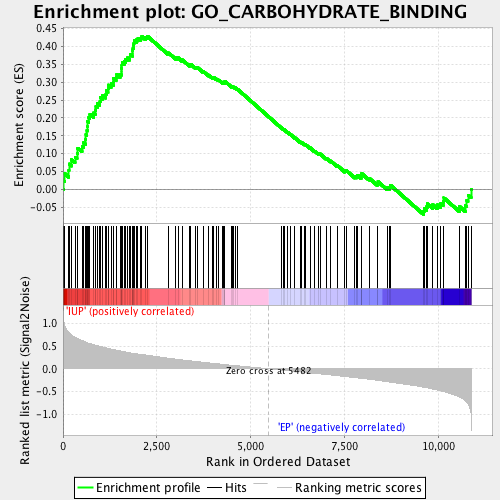 Enrichment plot: GO_CARBOHYDRATE_BINDING
Enrichment score (ES)
0.45
0.40
0.35
0.30
0.25
0.20
0.15
0.10
0.05
0.00
-0.05
Ranked list metric (Signal2Noise)
'IUP' (positively correlated)
1.0
0.5
0.0
-0.5
-1.0
Zero cross at 5482
'EP' (negatively correlated)
0
2,500
5,000
7,500
10,000
Rank in Ordered Dataset
Enrichment profile
Hits
Ranking metric scores